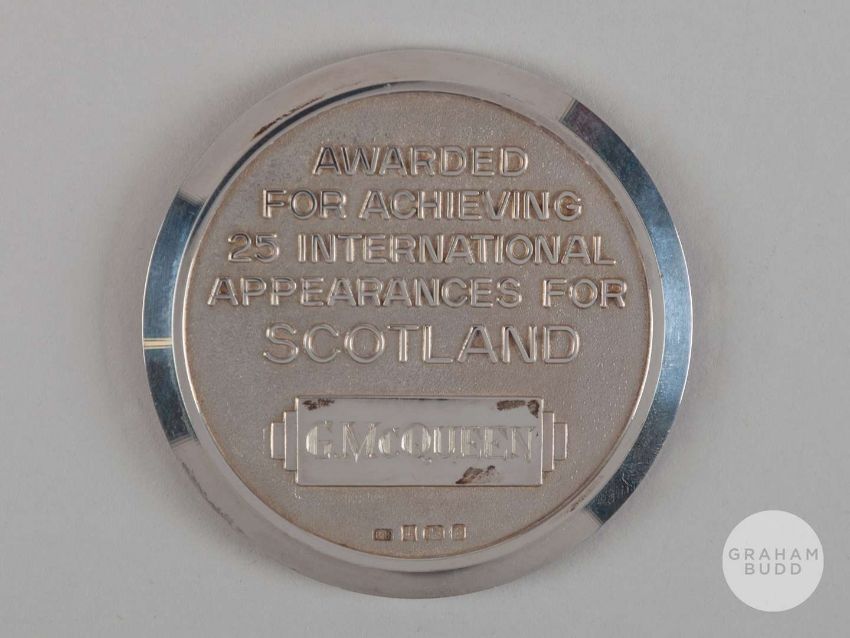 AWARDED
FOR ACHIEVING
25 INTERNATIONAL
APPEARANCES FOR
SCOTLAND
G.McQUEEN
GRAHAM
BUDD